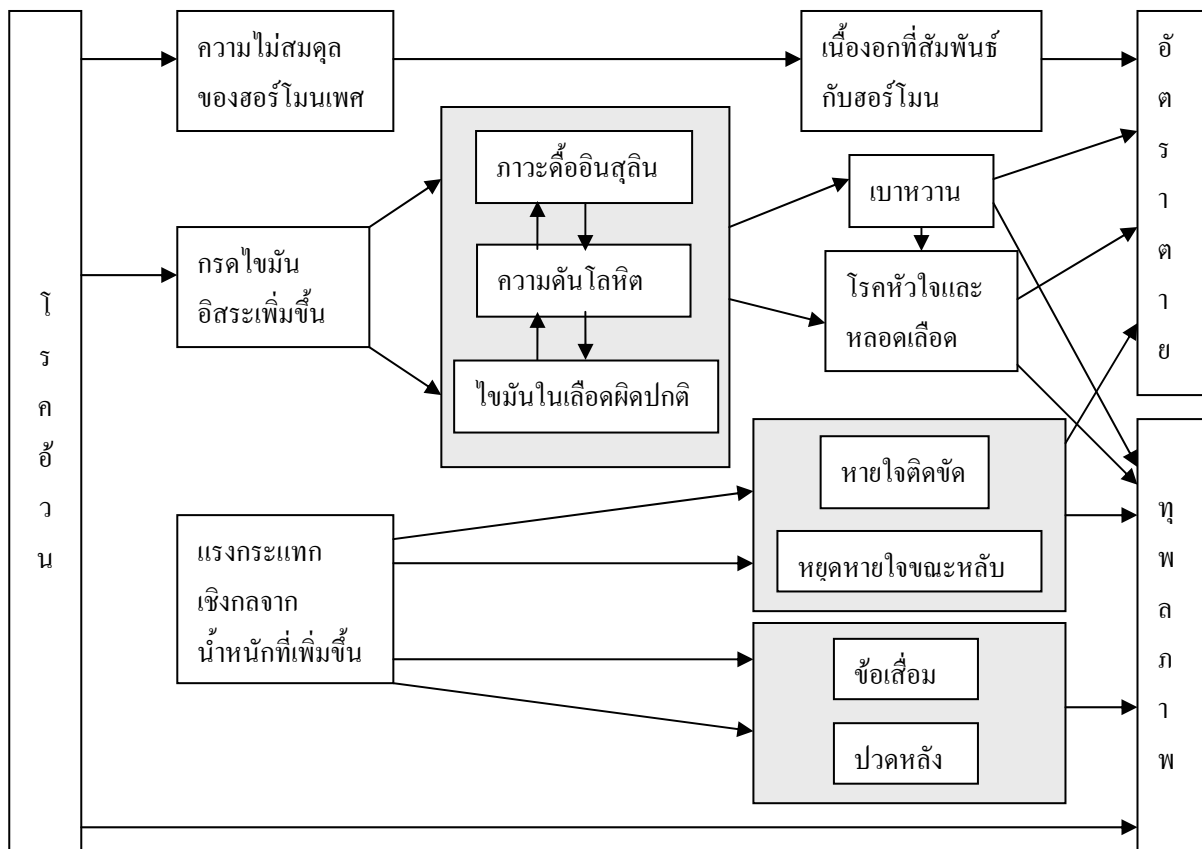 โรคอ้วน
ความไม่สมดุล
ของฮอร์โมนเพศ
เนื้องอกที่สัมพันธ์
กับฮอร์โมน
อัตราตาย
กรดไขมัน
อิสระเพิ่มขึ้น
ภาวะดื้ออินสุลิน
ความดันโลหิต
ไขมันในเลือดผิดปกติ
เบาหวาน
โรคหัวใจและ
หลอดเลือด
แรงกระแทก
เชิงกลจาก
น้ำหนักที่เพิ่มขึ้น
หายใจติดขัด
หยุดหายใจขณะหลับ
ข้อเสื่อม
ปวดหลัง
ทุพลภาพ